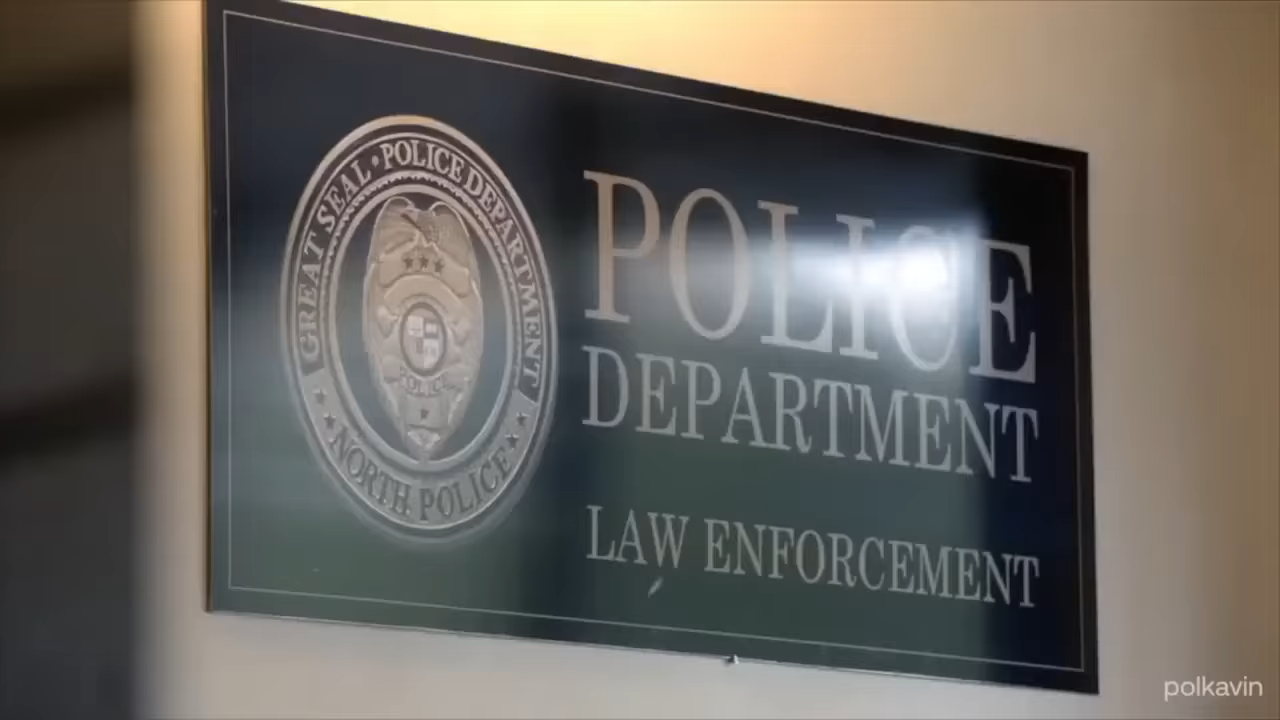 GREAT SEAL • POLICE DEPARTMENT
POLICE
NORTH POLICE
POLICE
DEPARTMENT
LAW ENFORCEMENT
polkavin